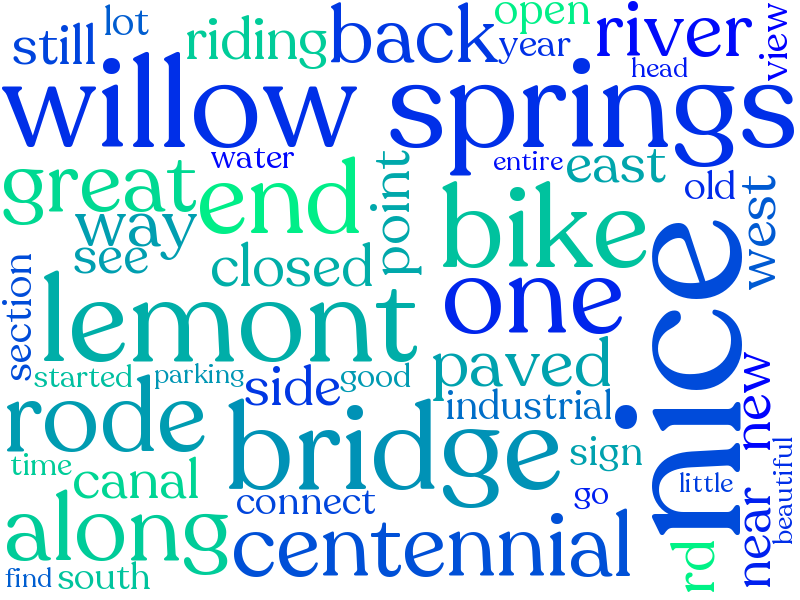 lot
still
riding
back
open
year
river
head
view
willow springs
water
entire
east
old
great
end
way
see
point
closed
bike
west
nice
section
lemont
one
started
parking
side
good
paved
industrial
rode
bridge
new
time
canal
sign
little
beautiful
connect
go
near
along
centennial
rd
find
south